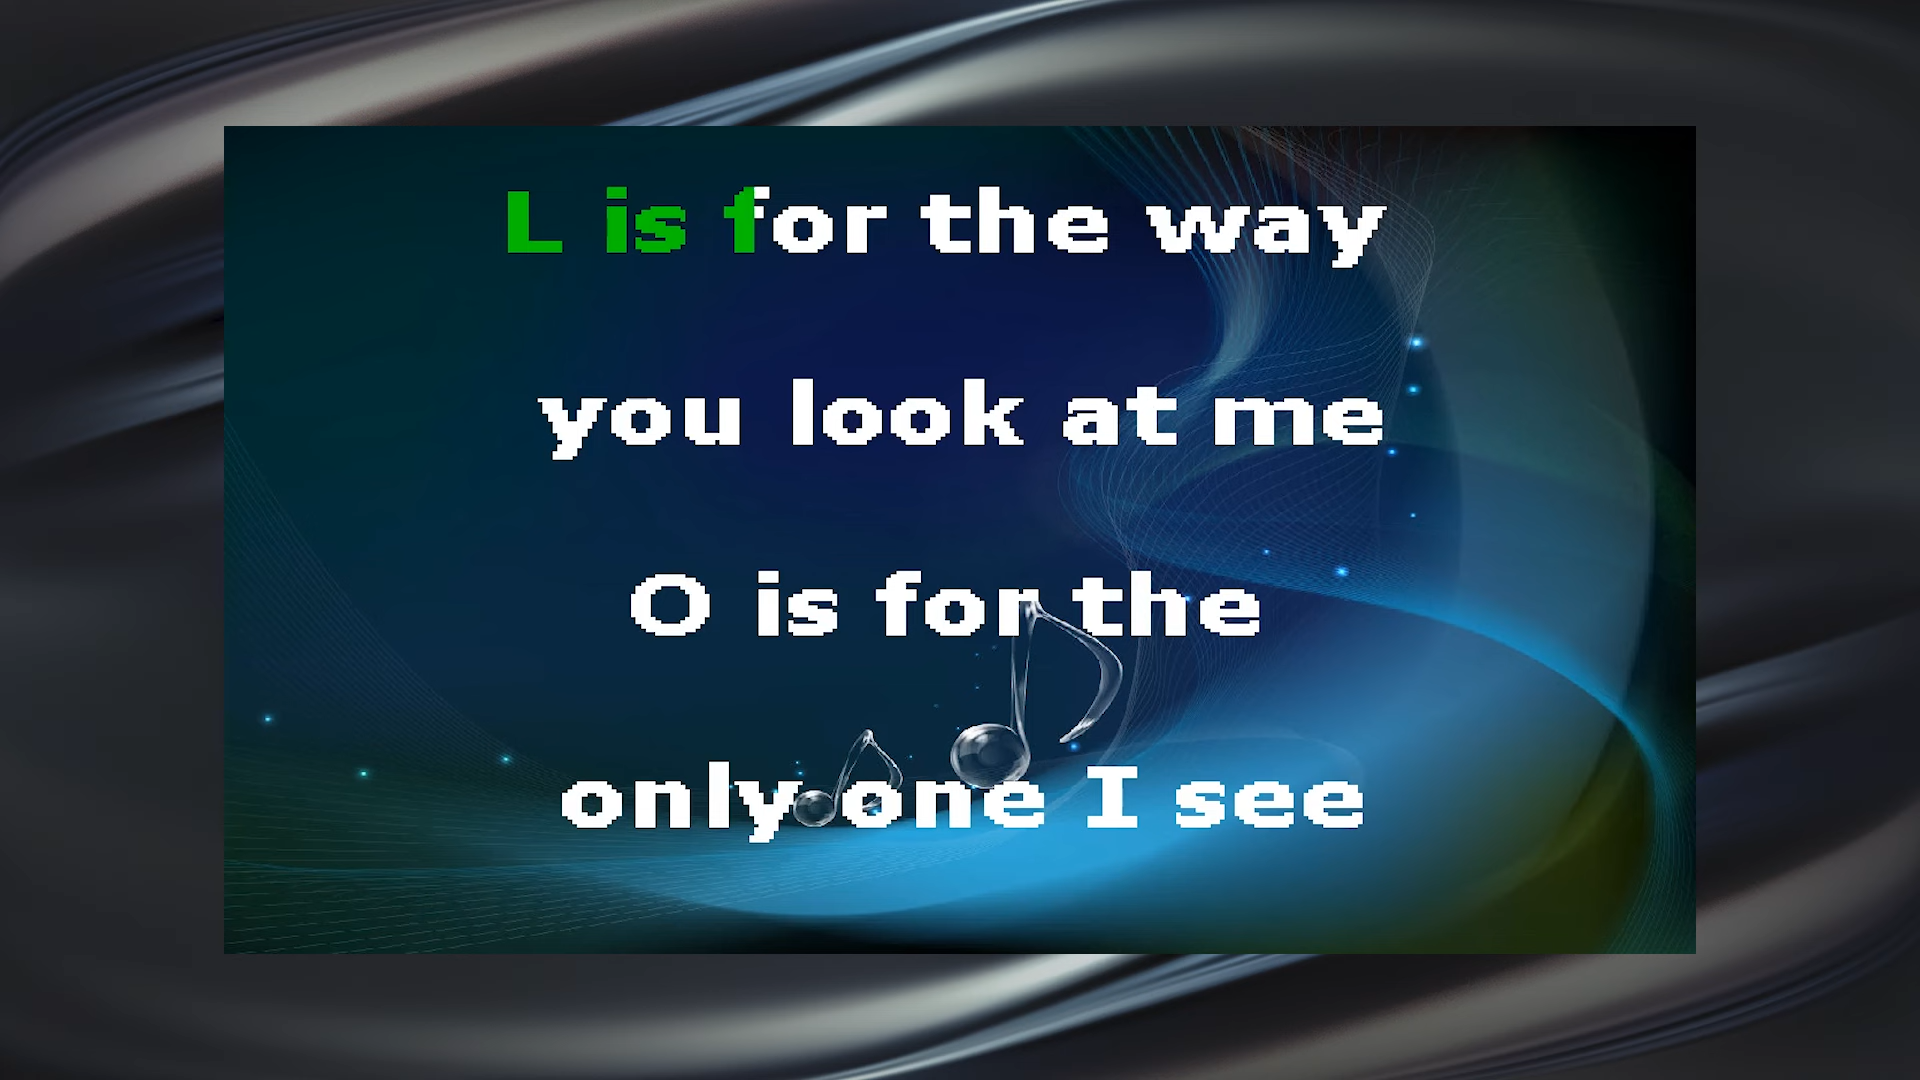 L is for the way
you look at me
O is for the
only one I see